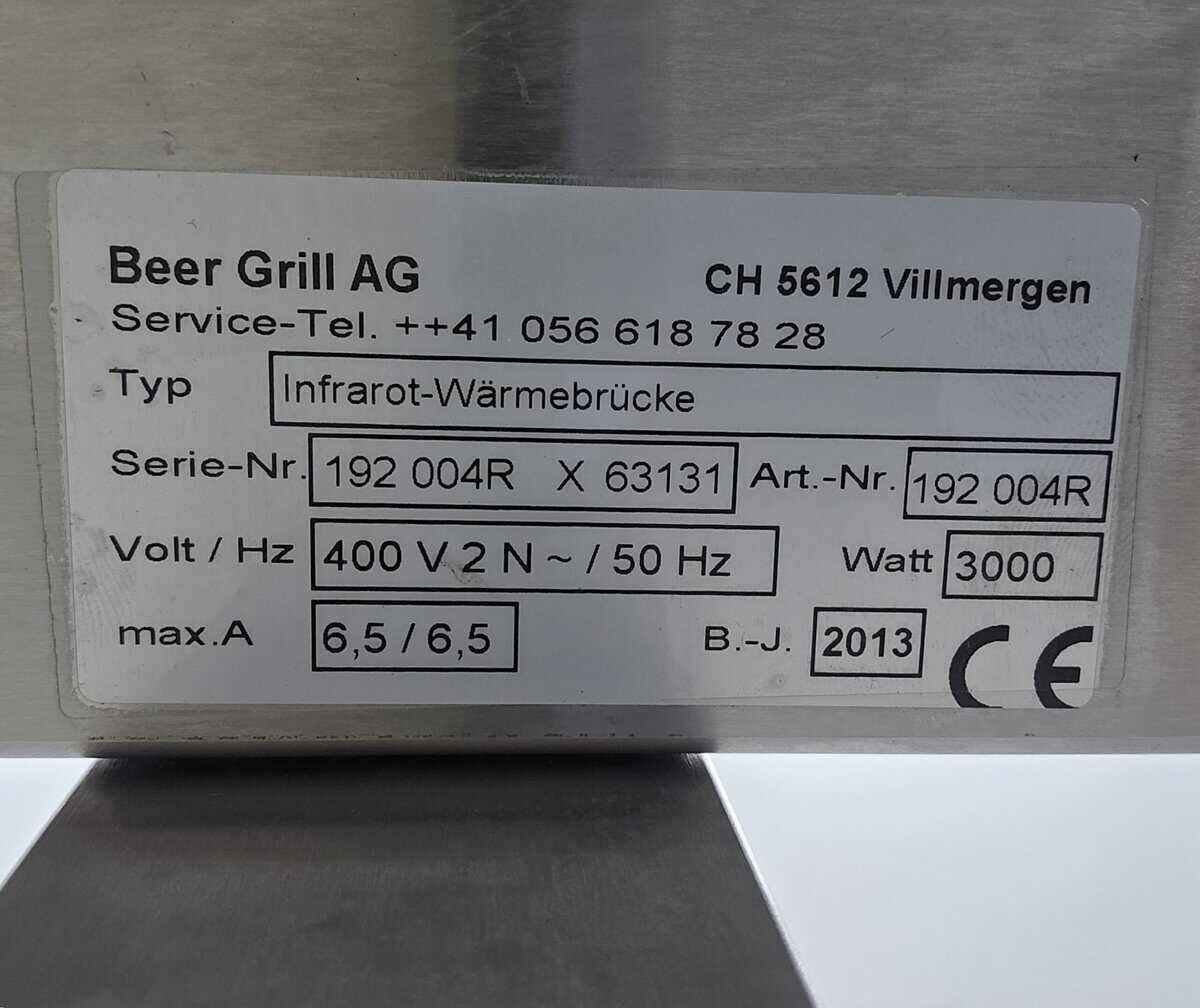 Beer Grill AG CH 5612 Villmergen
Service-Tel. ++41 056 618 78 28
Typ Infrarot-Wärmebrücke
Serie-Nr. 192 004R X 63131 Art.-Nr. 192 004R
Volt / Hz 400 V 2 N ~ / 50 Hz Watt 3000
max.A 6,5 / 6,5 B.-J. 2013 CE